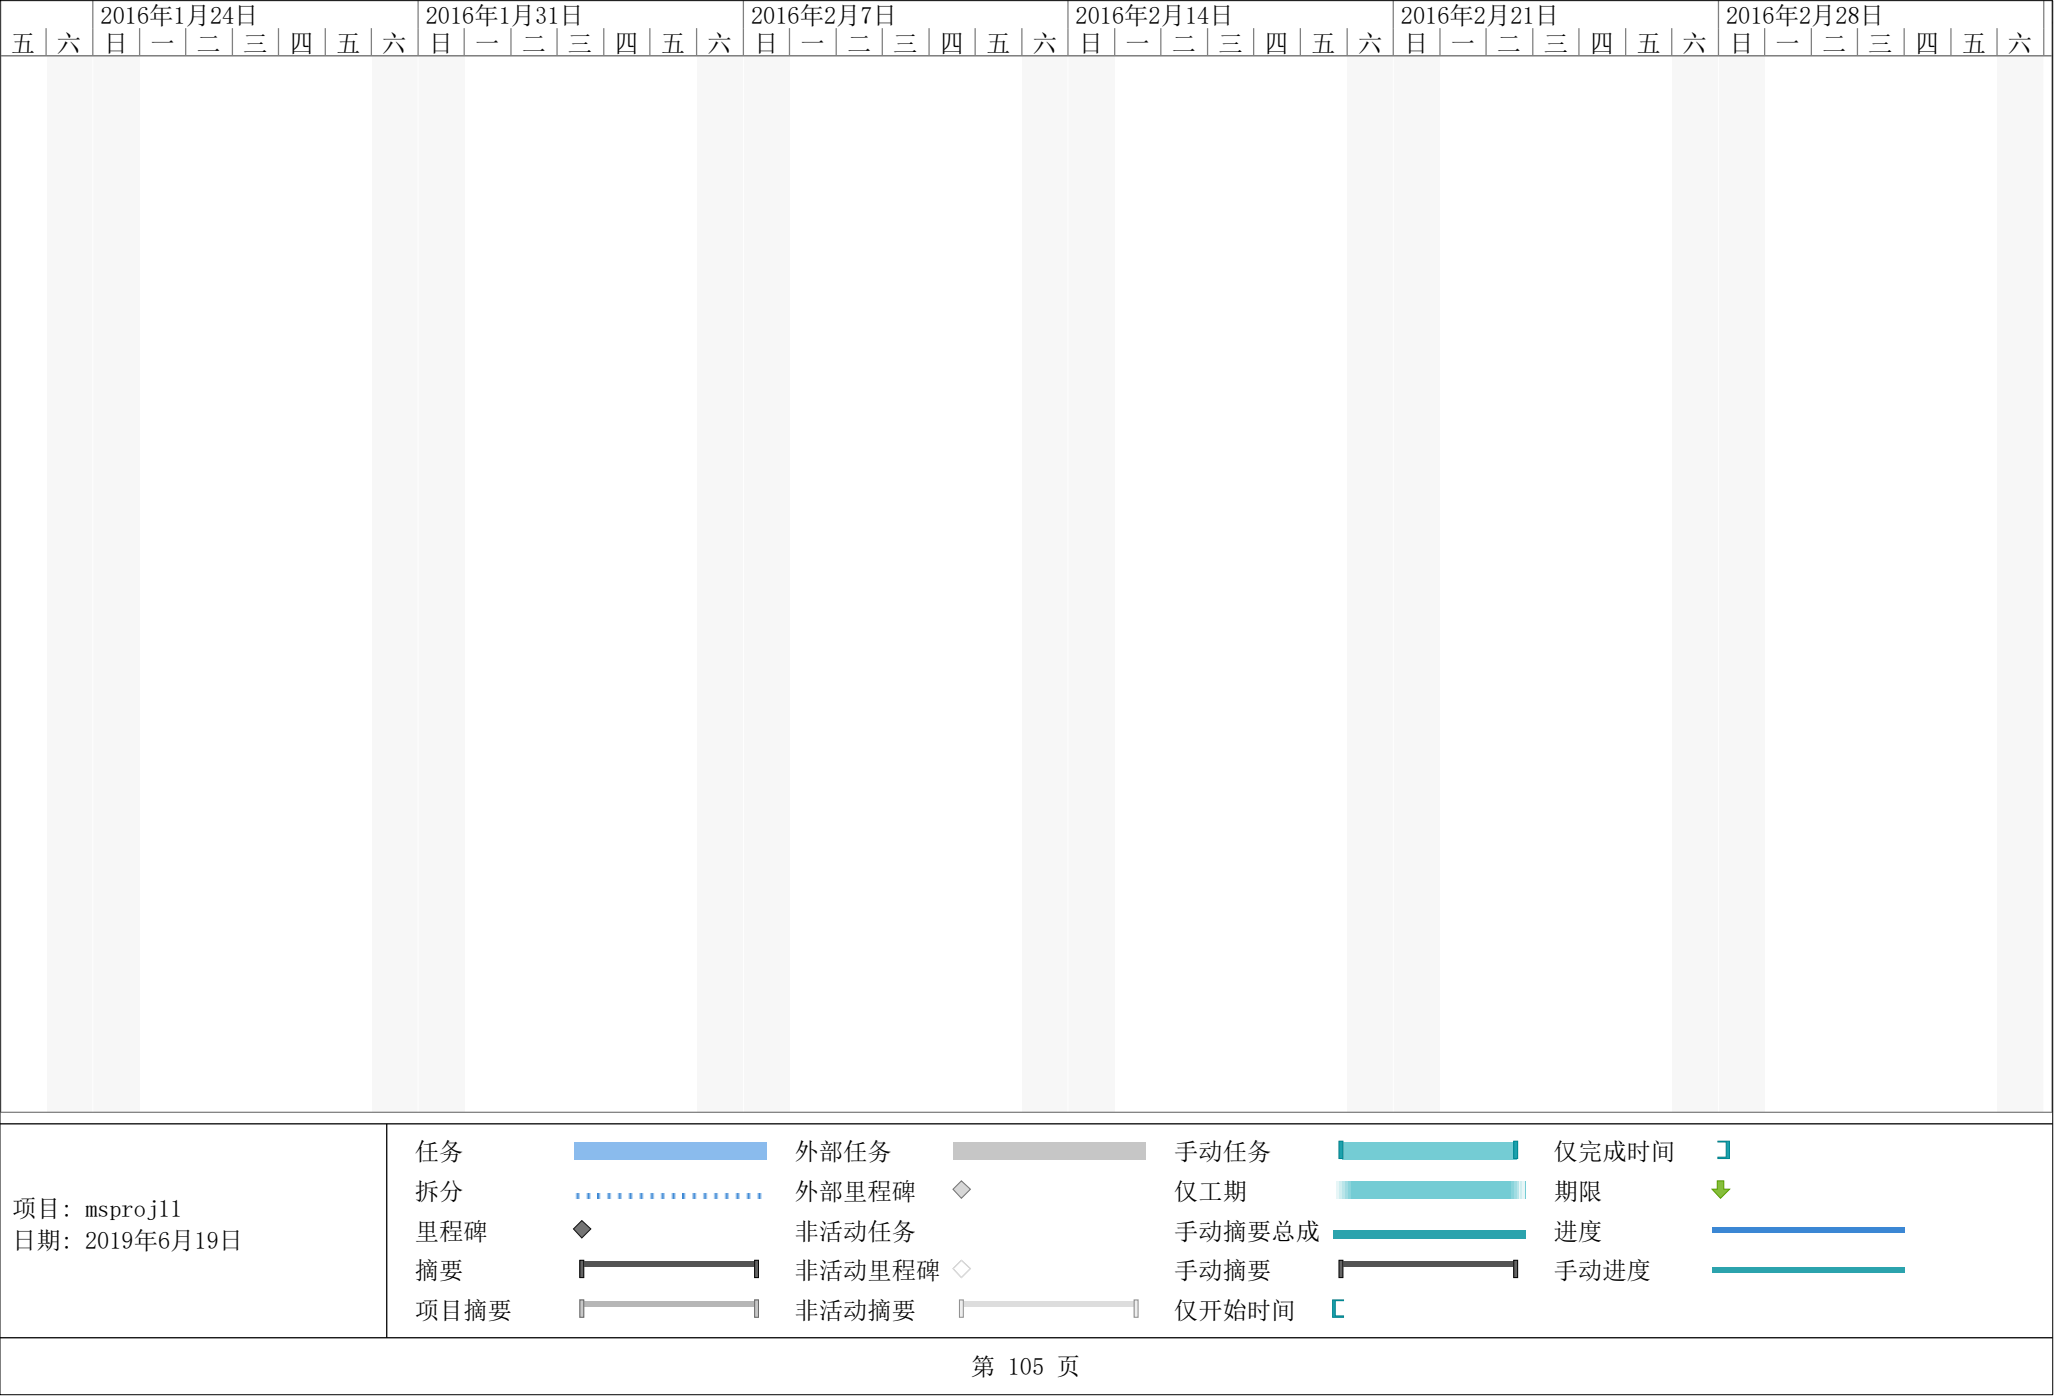 2016年1月24日 2016年1月31日 2016年2月7日 2016年2月14日 2016年2月21日 2016年2月28日
五 六 日 一 二 三 四 五 六 日 一 二 三 四 五 六 日 一 二 三 四 五 六 日 一 二 三 四 五 六 日 一 二 三 四 五 六 日 一 二 三 四 五 六
项目: msproj11
日期: 2019年6月19日
任务 外部任务 手动任务 仅完成时间
拆分 外部里程碑 仅工期 期限
里程碑 非活动任务 手动摘要总成 进度
摘要 非活动里程碑 手动摘要 手动进度
项目摘要 非活动摘要 仅开始时间
第 105 页